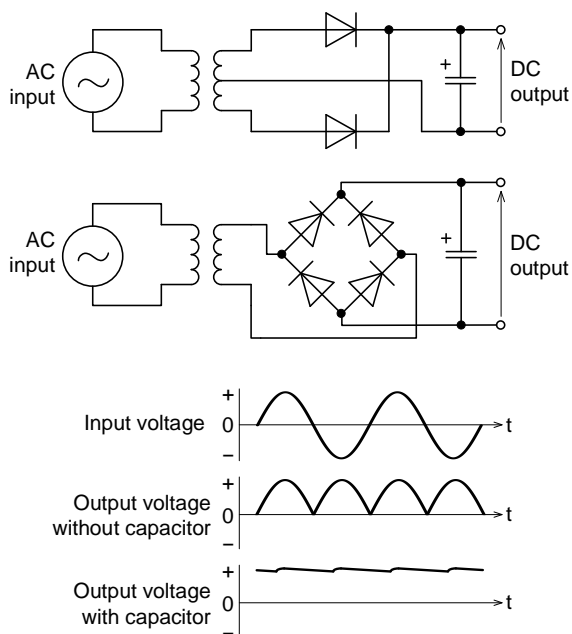 AC
input
+
DC
output
AC
input
+
DC
output
Input voltage
+
0
−
t
Output voltage
without capacitor
+
0
−
t
Output voltage
with capacitor
+
0
−
t